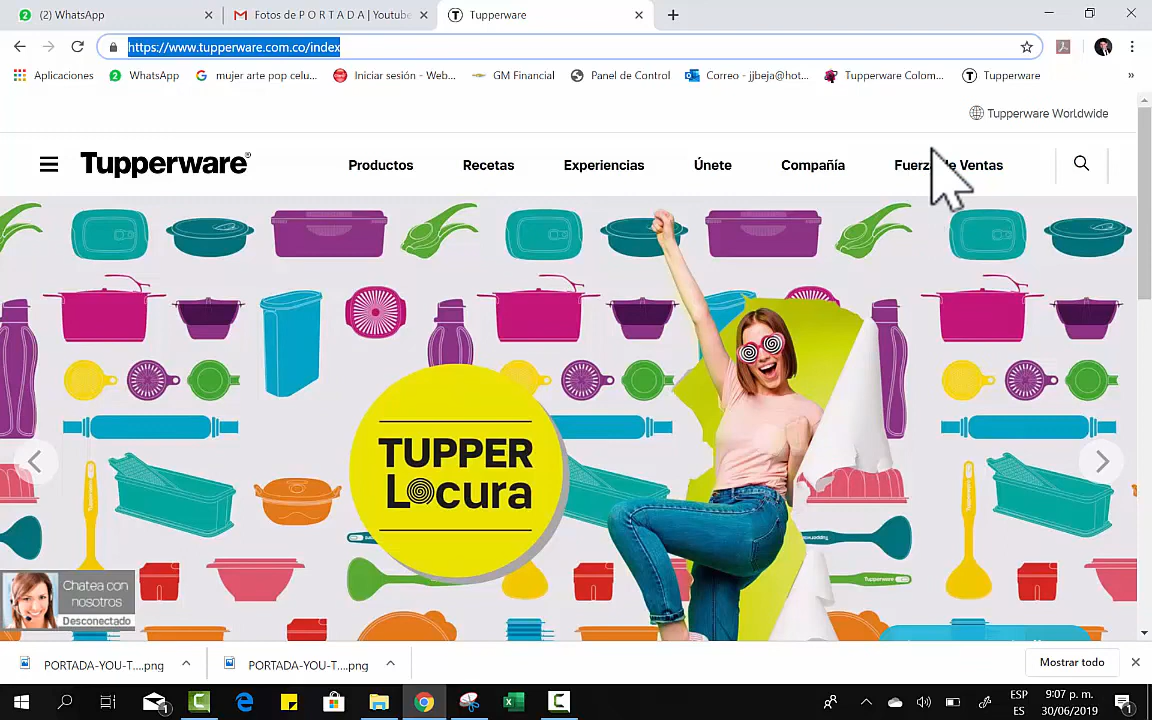 (2) WhatsApp
Fotos de P O R T A D A | Youtube
Tupperware
https://www.tupperware.com.co/index
Aplicaciones
WhatsApp
mujer arte pop celu...
Iniciar sesión - Web...
GM Financial
Panel de Control
Correo - jjbeja@hot...
Tupperware Colom...
Tupperware
»
Tupperware Worldwide
Tupperware®
Productos
Recetas
Experiencias
Únete
Compañía
Fuerza de Ventas
TUPPER
Locura
Chatea con
nosotros
Desconectado
PORTADA-YOU-T....png
PORTADA-YOU-T....png
Mostrar todo
ESP
ES
9:07 p. m.
30/06/2019